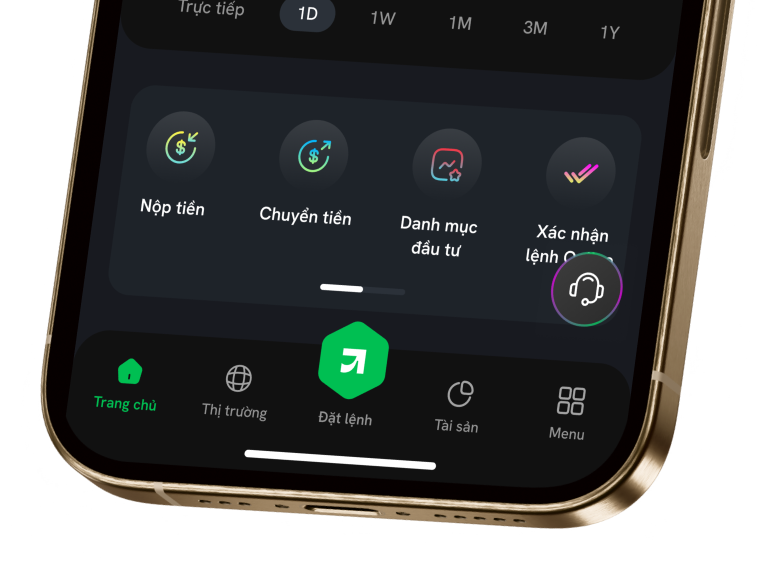 Trực tiếp 1D 1W 1M 3M 1Y
Nộp tiền Chuyển tiền Danh mục Xác nhận
đầu tư lệnh
Trang chủ Thị trường Đặt lệnh Tài sản Menu